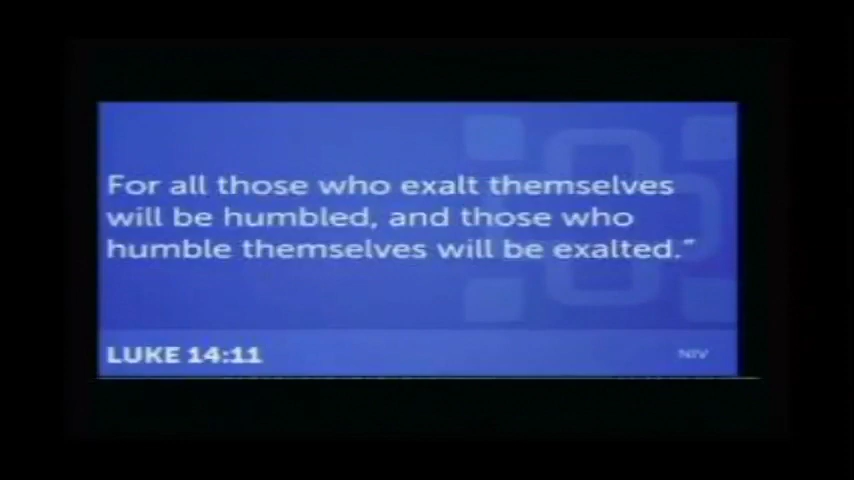 For all those who exalt themselves
will be humbled, and those who
humble themselves will be exalted.”
LUKE 14:11
NIV